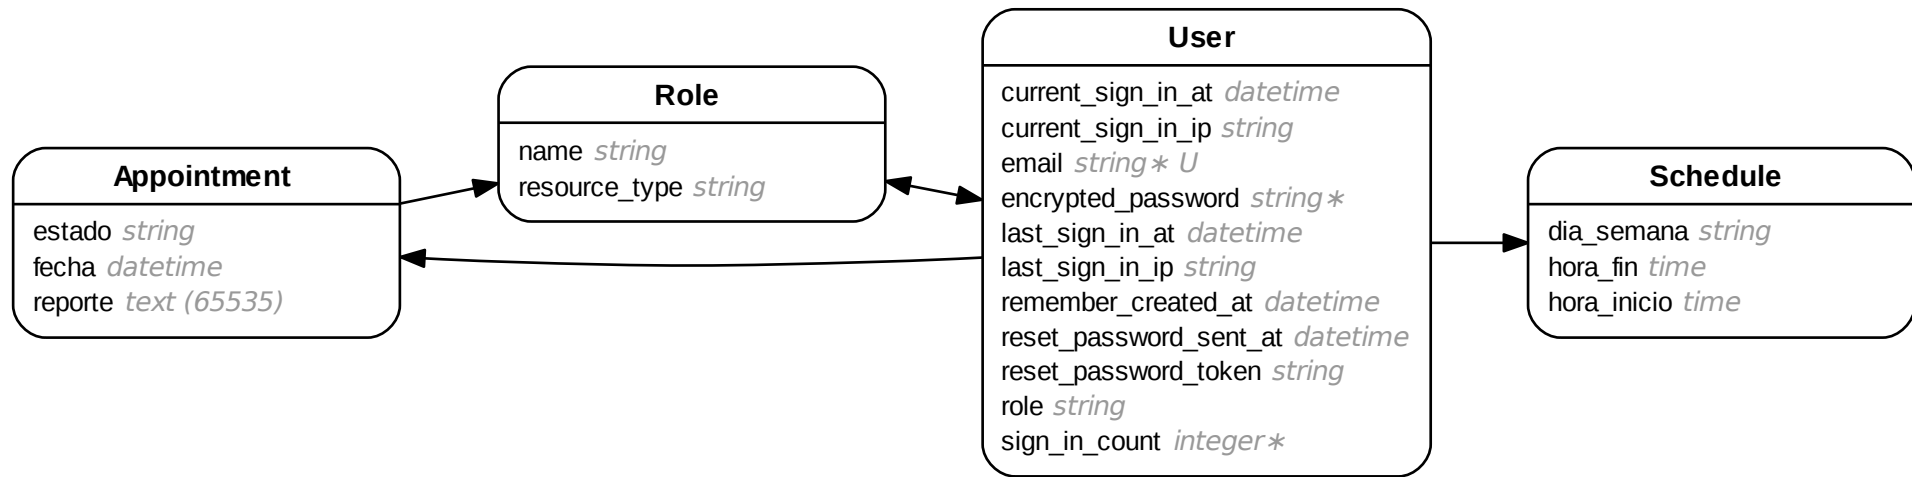 Appointment
estado string
fecha datetime
reporte text (65535)
Role
name string
resource_type string
User
current_sign_in_at datetime
current_sign_in_ip string
email string∗ U
encrypted_password string∗
last_sign_in_at datetime
last_sign_in_ip string
remember_created_at datetime
reset_password_sent_at datetime
reset_password_token string
role string
sign_in_count integer∗
Schedule
dia_semana string
hora_fin time
hora_inicio time